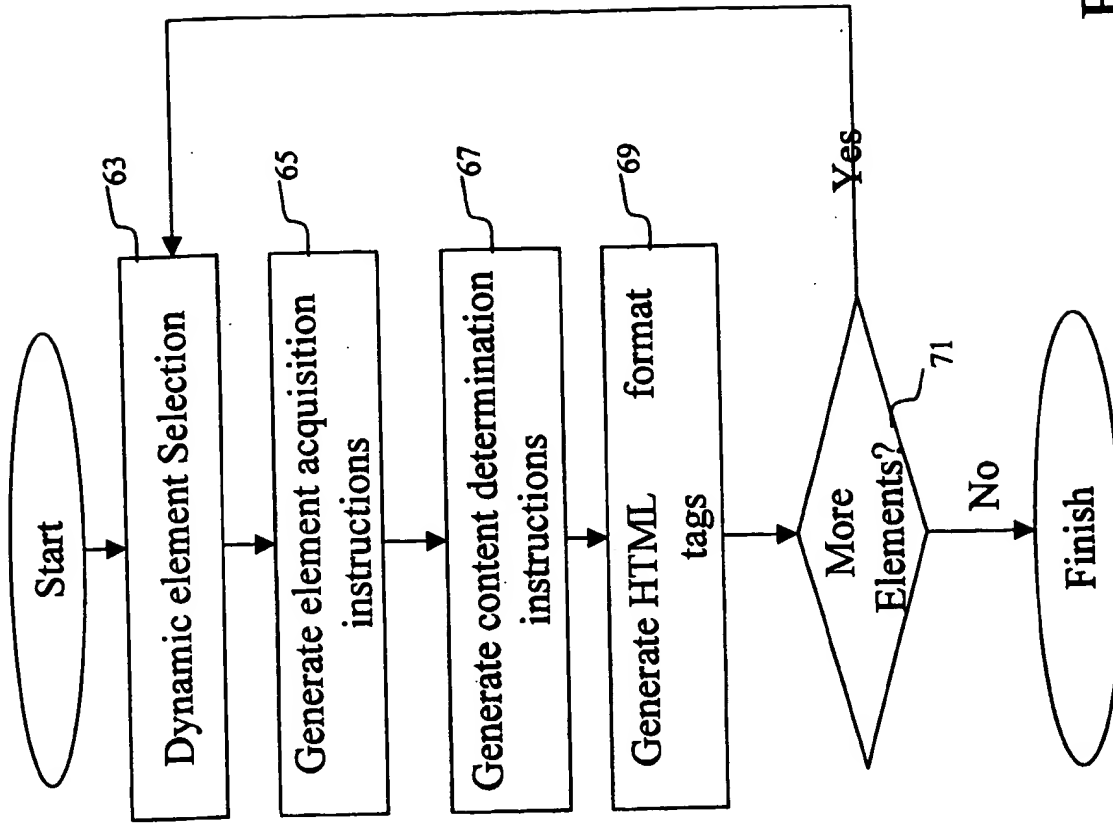 Start
63
Dynamic element Selection
65
Generate element acquisition
instructions
67
Generate content determination
instructions
69
Generate HTML format
tags
Yes
More
Elements?
71
No
Finish